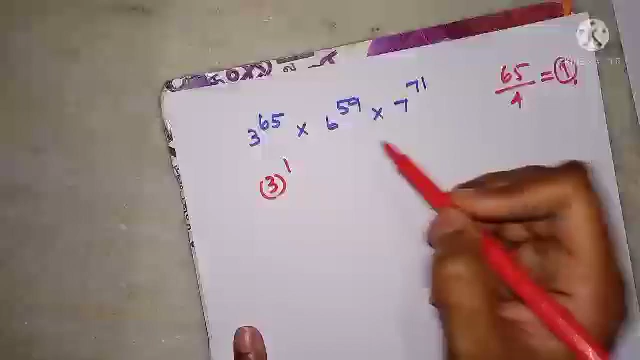 3^65 × 6^59 × 7^71
65/4 = ①
③^1